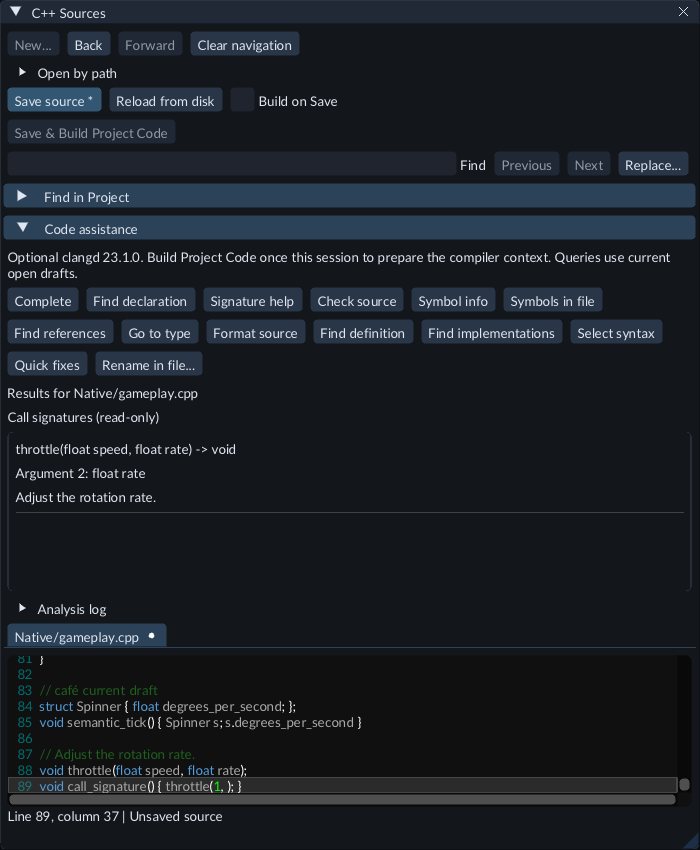 C++ Sources
New... Back Forward Clear navigation
Open by path
Save source * Reload from disk Build on Save
Save & Build Project Code
Find Previous Next Replace...
Find in Project
Code assistance
Optional clangd 23.1.0. Build Project Code once this session to prepare the compiler context. Queries use current
open drafts.
Complete Find declaration Signature help Check source Symbol info Symbols in file
Find references Go to type Format source Find definition Find implementations Select syntax
Quick fixes Rename in file...
Results for Native/gameplay.cpp
Call signatures (read-only)
throttle(float speed, float rate) -> void
Argument 2: float rate
Adjust the rotation rate.
Analysis log
Native/gameplay.cpp
81 }
82
83 // café current draft
84 struct Spinner { float degrees_per_second; };
85 void semantic_tick() { Spinner s; s.degrees_per_second }
86
87 // Adjust the rotation rate.
88 void throttle(float speed, float rate);
89 void call_signature() { throttle(1, ); }
Line 89, column 37 | Unsaved source